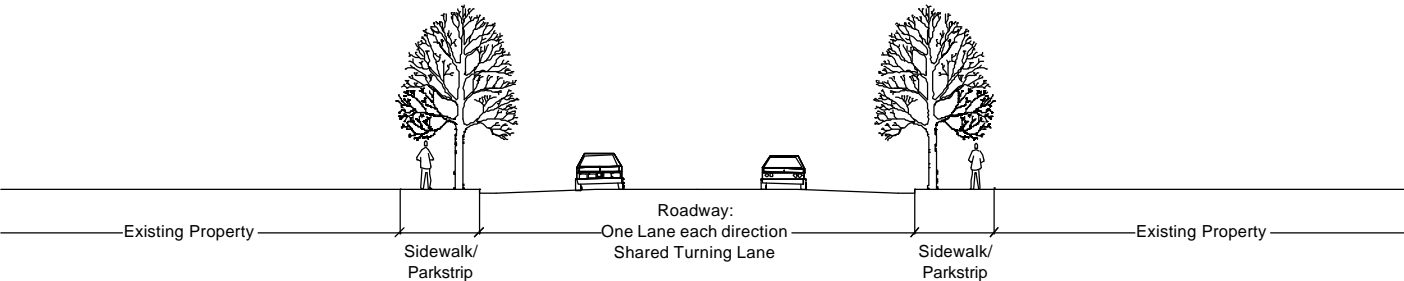 Existing Property
Sidewalk/
Parkstrip
Roadway:
One Lane each direction
Shared Turning Lane
Sidewalk/
Parkstrip
Existing Property